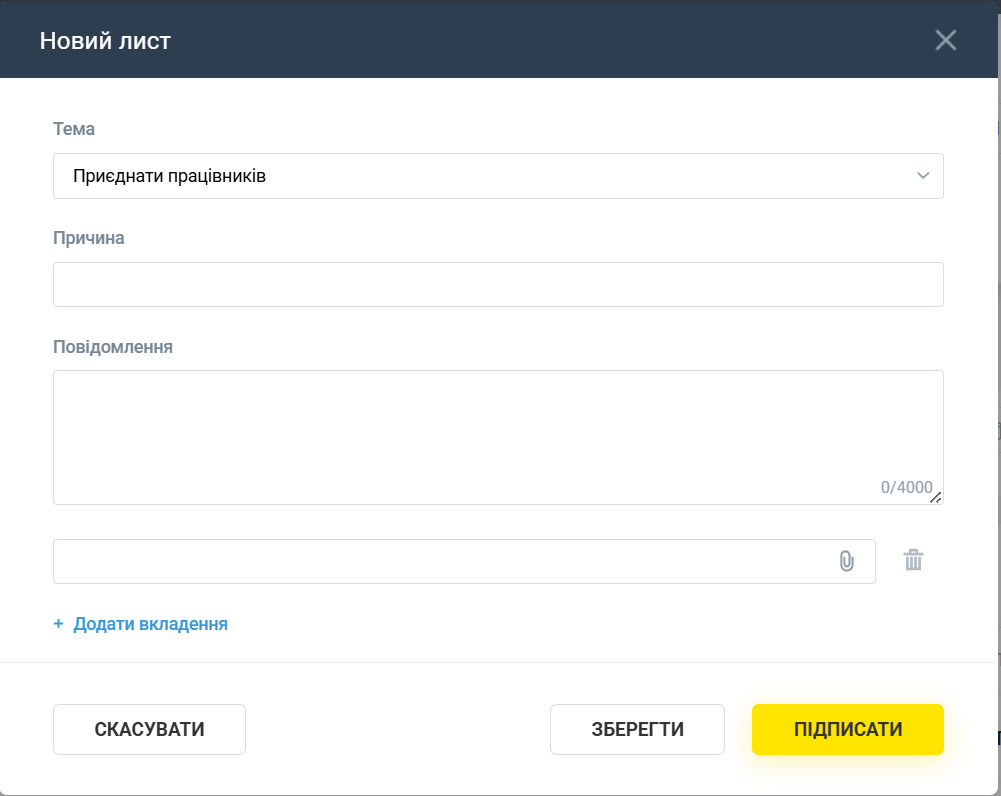 Новий лист
Тема
Приєднати працівників
Причина
Повідомлення
0/4000
+ Додати вкладення
СКАСУВАТИ
ЗБЕРЕГТИ
ПІДПИСАТИ